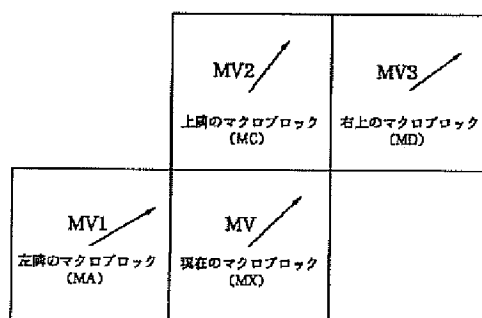 MV2
上隣のマクロブロック
(MC)
MV3
右上のマクロブロック
(MD)
MV1
左隣のマクロブロック
(MA)
MV
現在のマクロブロック
(MX)